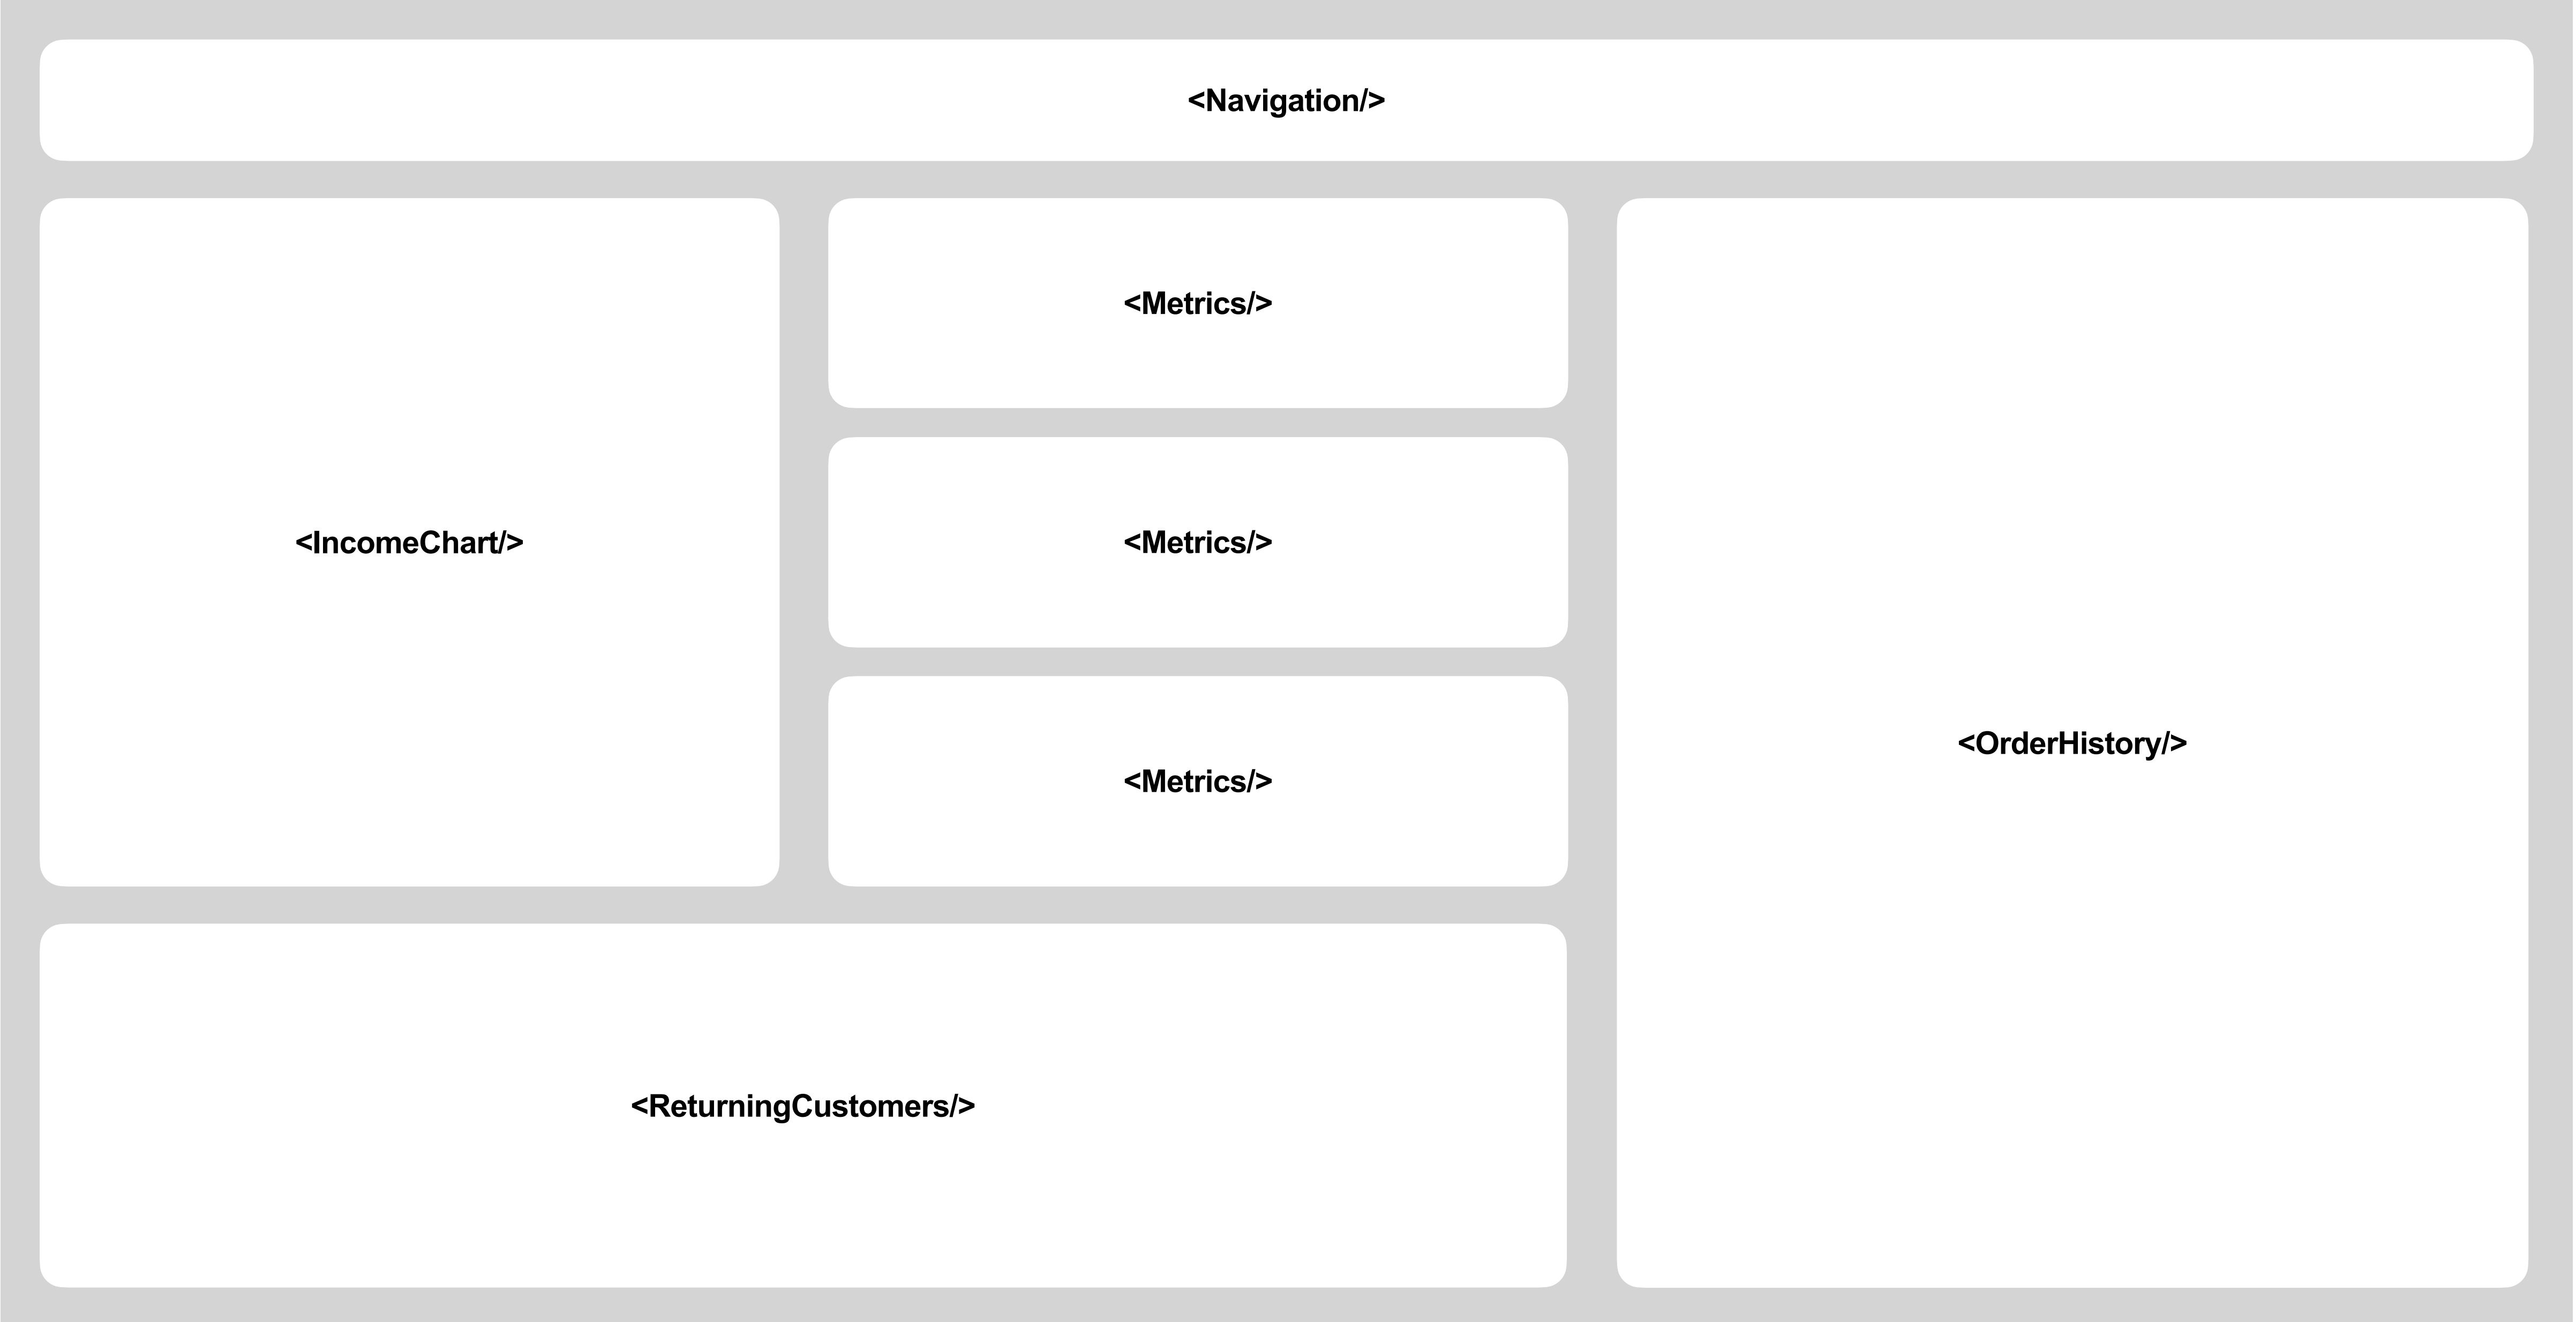 <Navigation/>
<IncomeChart/>
<Metrics/>
<Metrics/>
<Metrics/>
<OrderHistory/>
<ReturningCustomers/>